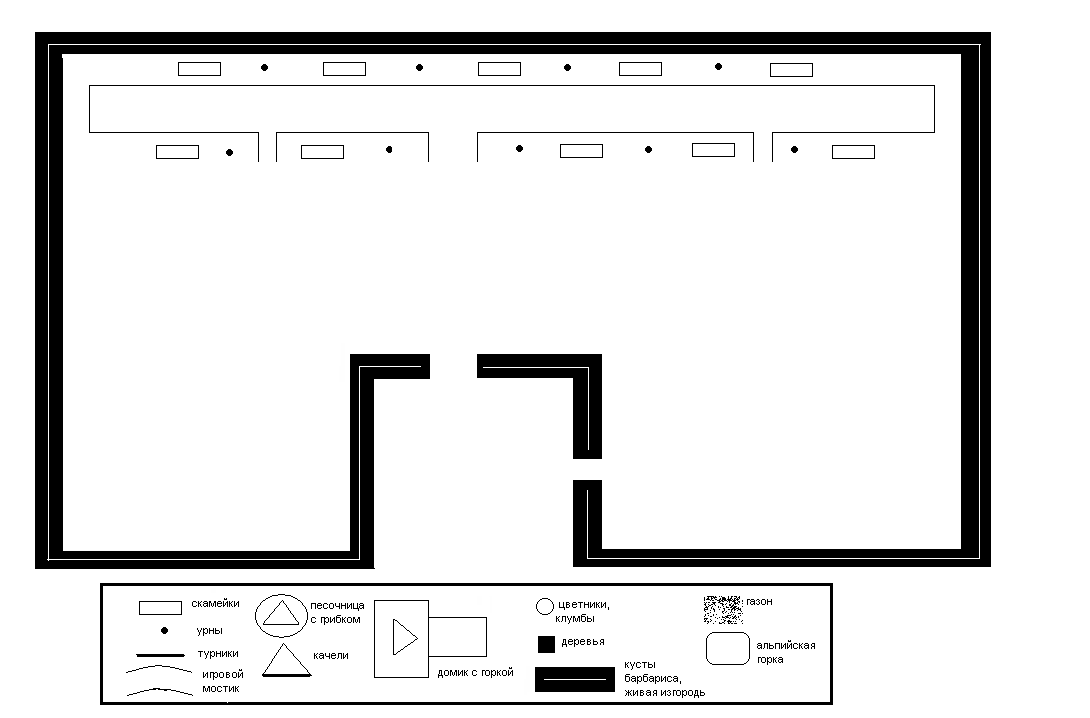 скамейки
урны
турники
игровой
мостик
песочница
с грибком
качели
домик с горкой
цветники,
клумбы
деревья
кусты
барбариса,
живая изгородь
газон
альпийская
горка